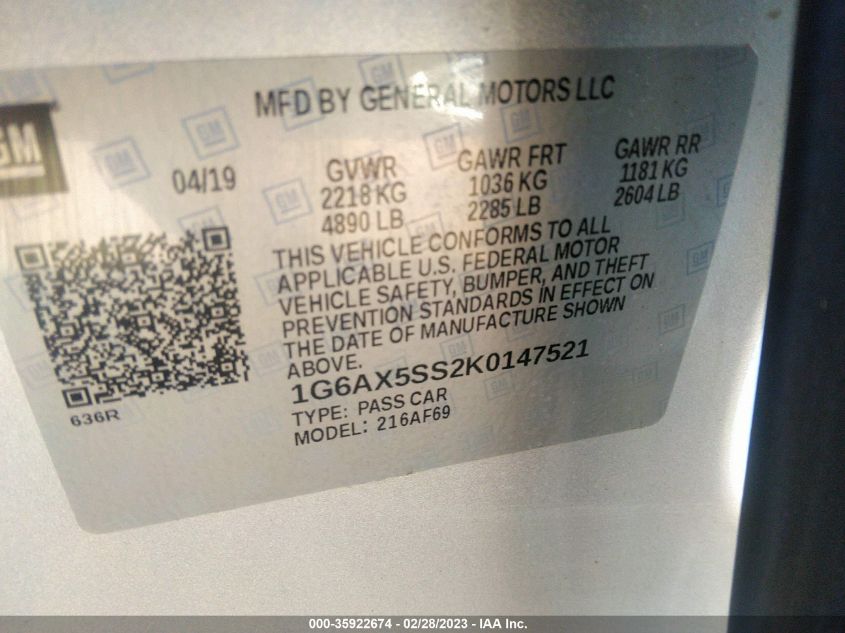 MFD BY GENERAL MOTORS LLC
GM
04/19
GVWR GAWR FRT GAWR RR
2218 KG 1036 KG 1181 KG
4890 LB 2285 LB 2604 LB
THIS VEHICLE CONFORMS TO ALL
APPLICABLE U.S. FEDERAL MOTOR
VEHICLE SAFETY, BUMPER, AND THEFT
PREVENTION STANDARDS IN EFFECT ON
THE DATE OF MANUFACTURE SHOWN
ABOVE.
1G6AX5SS2K0147521
TYPE: PASS CAR
MODEL: 216AF69
636R
000-35922674 - 02/28/2023 - IAA Inc.